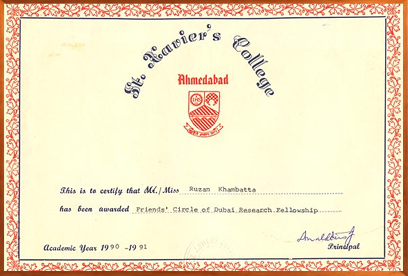 St. Xavier's College
Ahmedabad
This is to certify that Mr./Miss Ruzan Khambatta
has been awarded Friends' Circle of Dubai Research Fellowship
Academic Year 1990 -1991
Principal